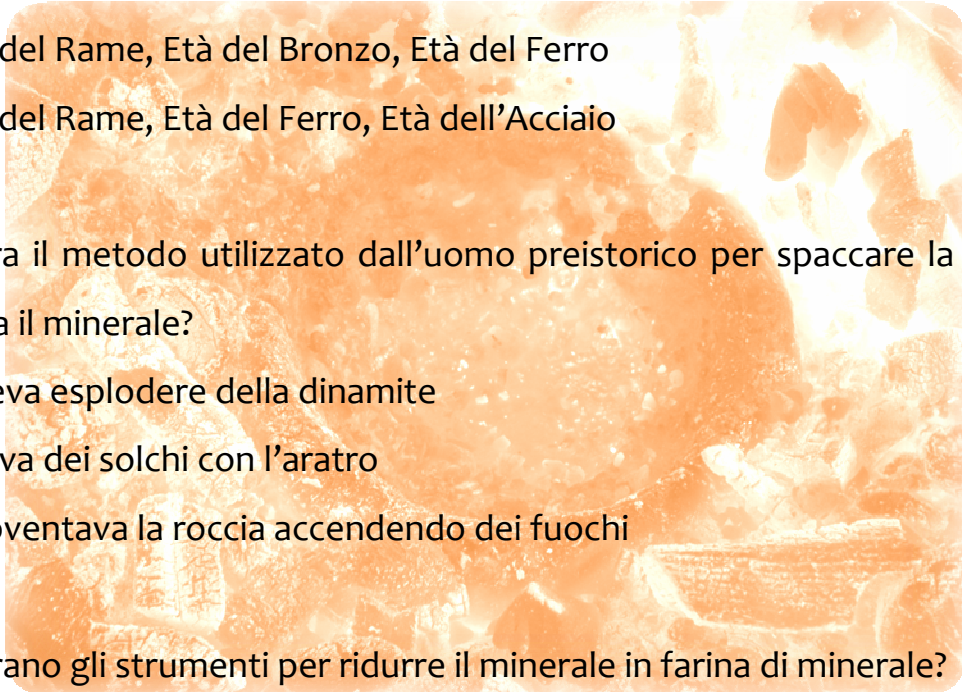 del Rame, Età del Bronzo, Età del Ferro
del Rame, Età del Ferro, Età dell’Acciaio
il metodo utilizzato dall’uomo preistorico per spaccare la
il minerale?
esplodere della dinamite
dei solchi con l’aratro
la roccia accendendo dei fuochi
gli strumenti per ridurre il minerale in farina di minerale?